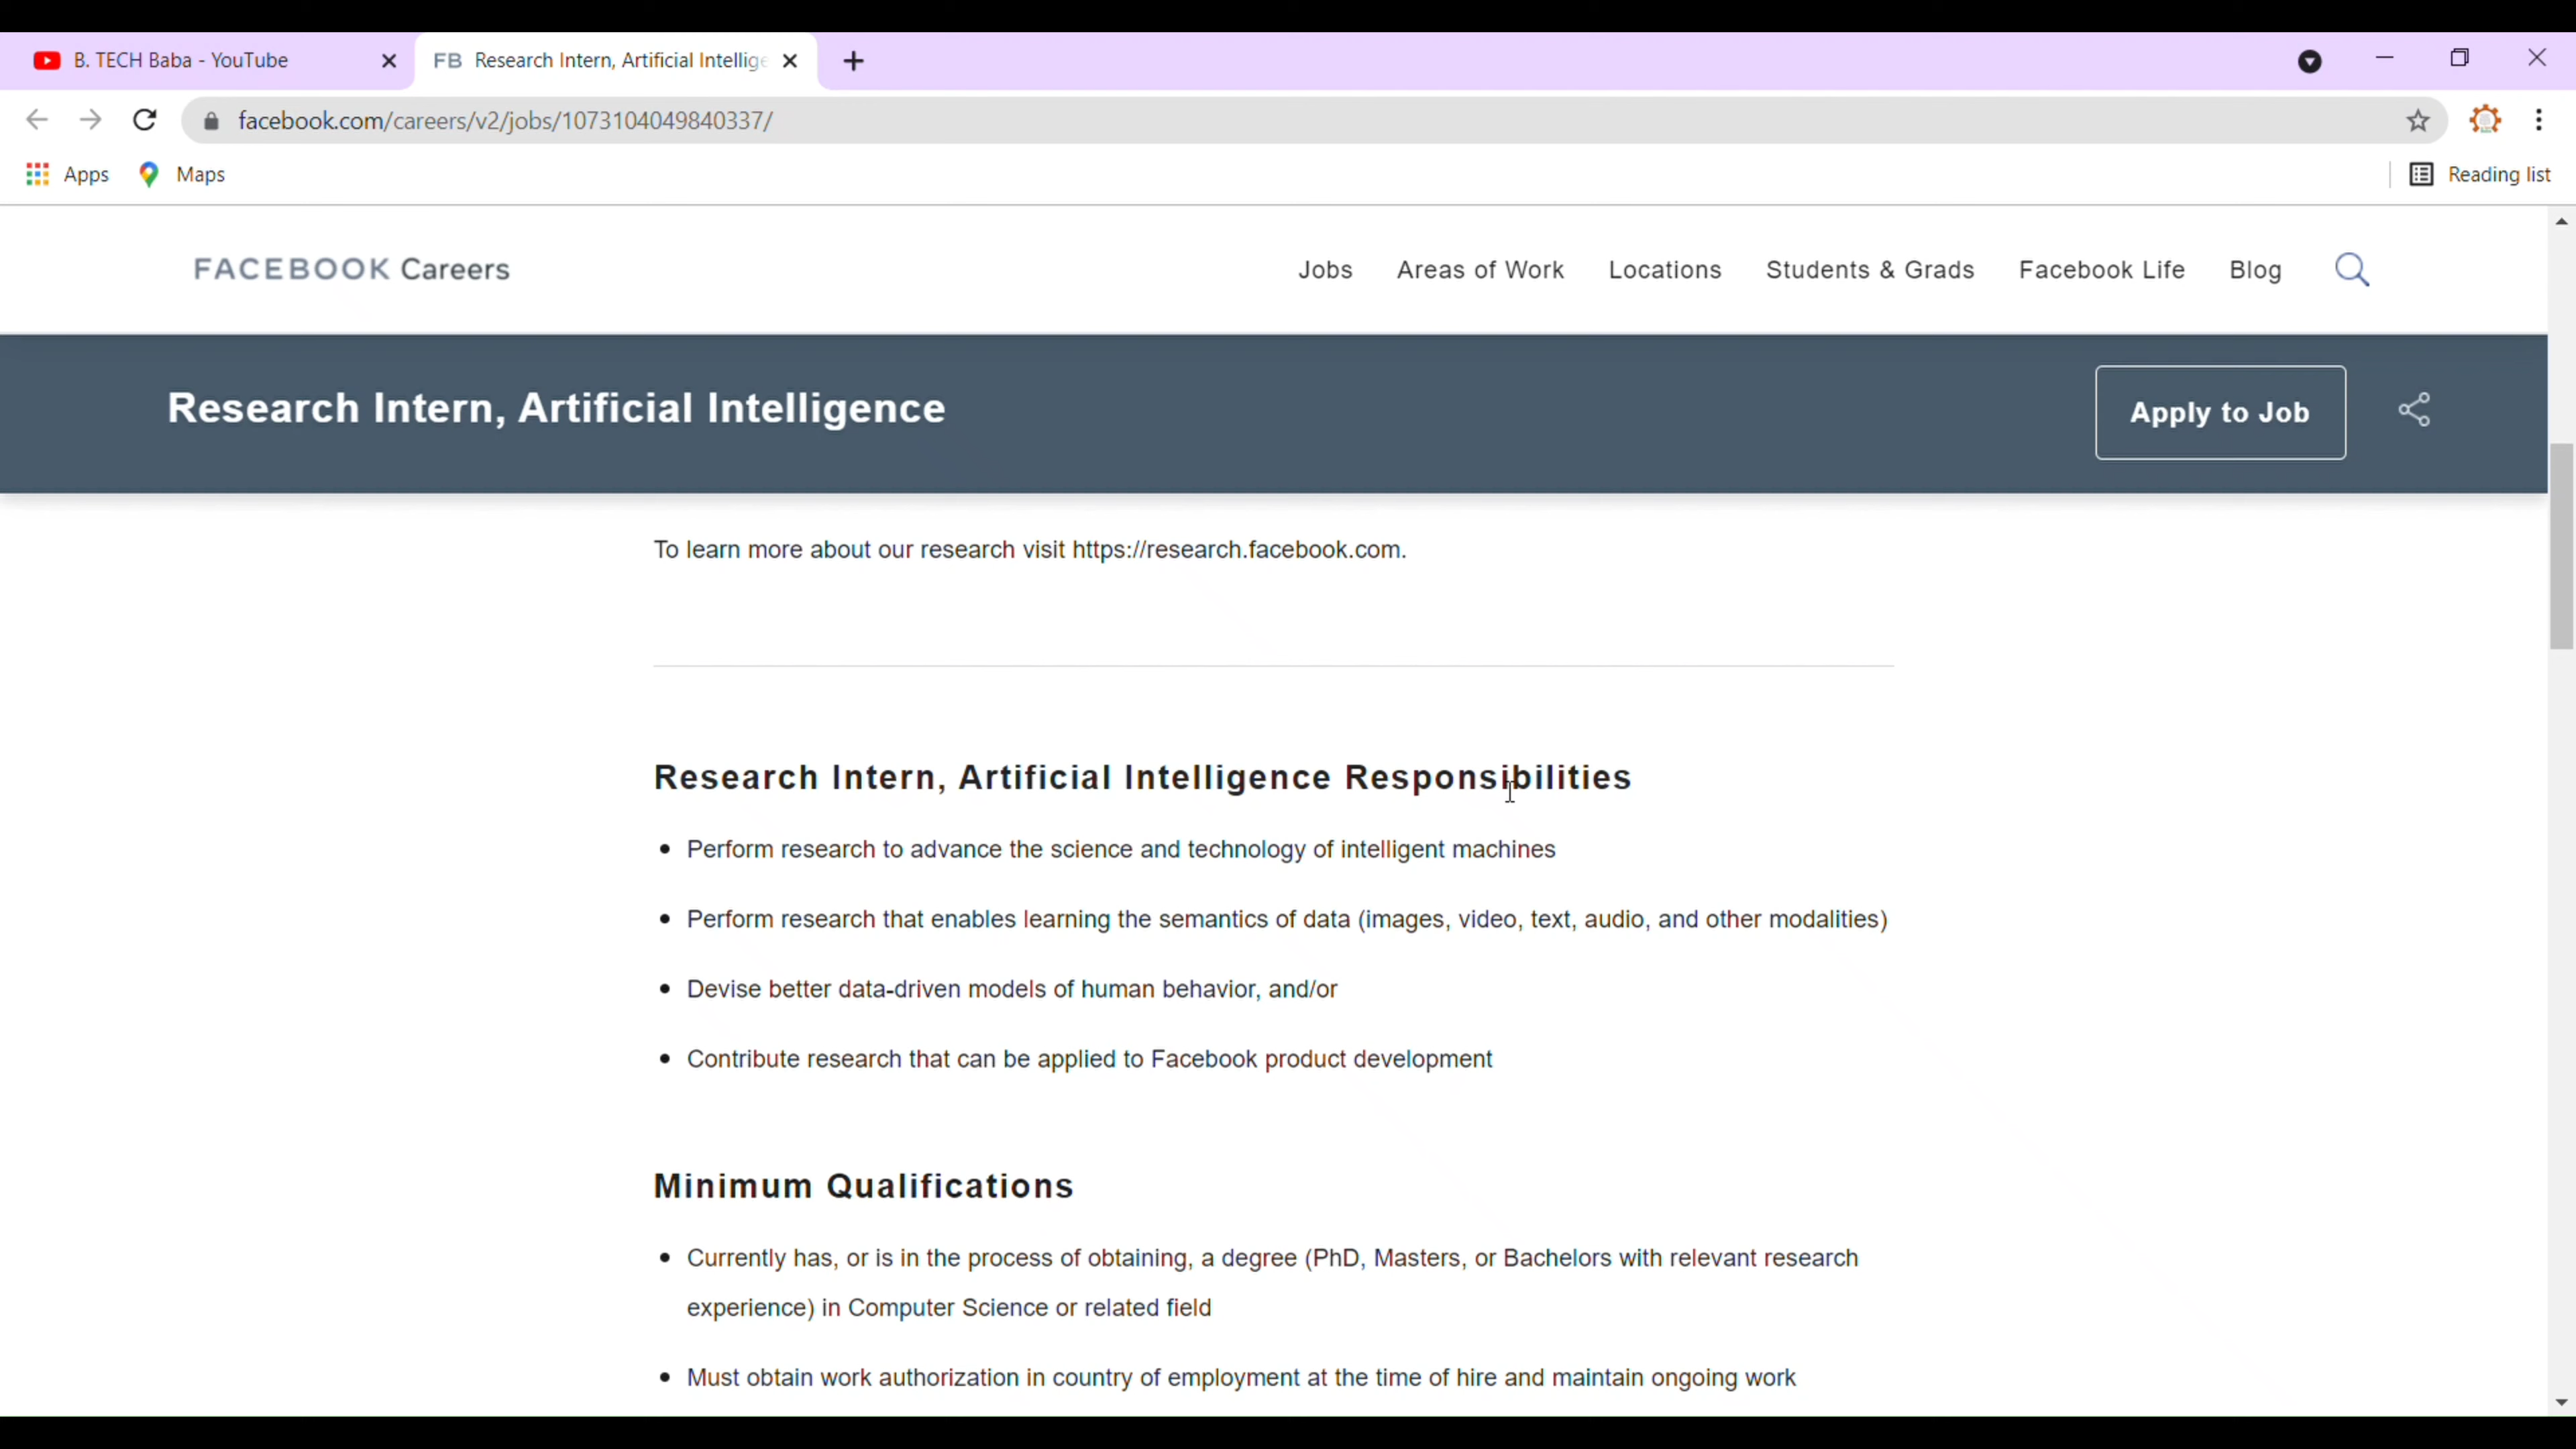 B. TECH Baba - YouTube
FB Research Intern, Artificial Intellige
facebook.com/careers/v2/jobs/1073104049840337/
Apps Maps Reading list
FACEBOOK Careers Jobs Areas of Work Locations Students & Grads Facebook Life Blog
Research Intern, Artificial Intelligence Apply to Job
To learn more about our research visit https://research.facebook.com.
Research Intern, Artificial Intelligence Responsibilities
Perform research to advance the science and technology of intelligent machines
Perform research that enables learning the semantics of data (images, video, text, audio, and other modalities)
Devise better data-driven models of human behavior, and/or
Contribute research that can be applied to Facebook product development
Minimum Qualifications
Currently has, or is in the process of obtaining, a degree (PhD, Masters, or Bachelors with relevant research
experience) in Computer Science or related field
Must obtain work authorization in country of employment at the time of hire and maintain ongoing work